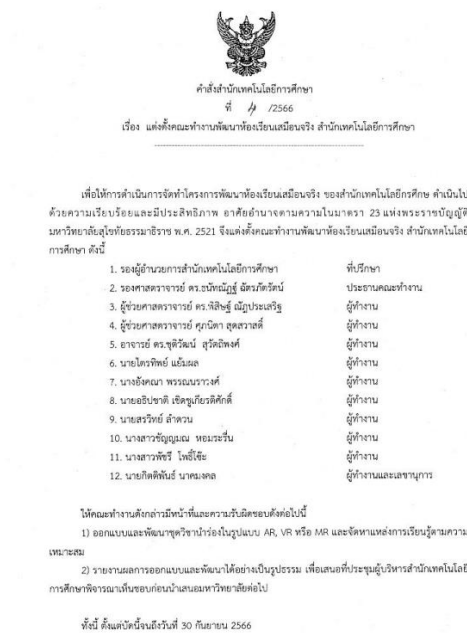 คำสั่งสำนักเทคโนโลยีการศึกษา
ที่ /2566
เรื่อง แต่งตั้งคณะทำงานพัฒนาห้องเรียนเสมือนจริง สำนักเทคโนโลยีการศึกษา
เพื่อให้การดำเนินการจัดทำโครงการพัฒนาห้องเรียนเสมือนจริง ของสำนักเทคโนโลยีกรศึกษ ดำเนินไป
ด้วยความเรียบร้อยและมีประสิทธิภาพ อาศัยอำนาจตามความในมาตรา 23 แห่งพระราชบัญญัติ
มหาวิทยาลัยสุโขทัยธรรมาธิราช พ.ศ. 2521 จึงแต่งตั้งคณะทำงานพัฒนาห้องเรียนเสมือนจริง สำนักเทคโนโลยี
การศึกษา ดังนี้
1. รองผู้อำนวยการสำนักเทคโนโลยีการศึกษา ที่ปรึกษา
2. รองศาสตราจารย์ ดร.ธนัทณัฏฐ์ ฉัตรภัครัตน์ ประธานคณะทำงาน
3. ผู้ช่วยศาสตราจารย์ ดร.พิสิษฐ์ ณัฎประเสริฐ ผู้ทำงาน
4. ผู้ช่วยศาสตราจารย์ ศุภนิตา สุดสวาสดิ์ ผู้ทำงาน
5. อาจารย์ ดร.ชุติวัฒน์ สุวัตถิพงศ์ ผู้ทำงาน
6. นายไตรทิพย์ แย้มผล ผู้ทำงาน
7. นางอังคณา พรรณนราวงศ์ ผู้ทำงาน
8. นายอธิปชาติ เชิดชูเกียรติศักดิ์ ผู้ทำงาน
9. นายสรวิทย์ ลำดวน ผู้ทำงาน
10. นางสาวชัญญมณ หอมระรื่น ผู้ทำงาน
11. นางสาวพัชรี โพธิ์โซ๊ะ ผู้ทำงาน
12. นายกิตติพันธ์ นาคมงคล ผู้ทำงานและเลขานุการ
ให้คณะทำงานดังกล่าวมีหน้าที่และความรับผิดชอบดังต่อไปนี้
1) ออกแบบและพัฒนาชุดวิชานำร่องในรูปแบบ AR, VR หรือ MR และจัดหาแหล่งการเรียนรู้ตามความ
เหมาะสม
2) รายงานผลการออกแบบและพัฒนาได้อย่างเป็นรูปธรรม เพื่อเสนอที่ประชุมผู้บริหารสำนักเทคโนโลยี
การศึกษาพิจารณาเห็นชอบก่อนนำเสนอมหาวิทยาลัยต่อไป
ทั้งนี้ ตั้งแต่บัดนี้จนถึงวันที่ 30 กันยายน 2566